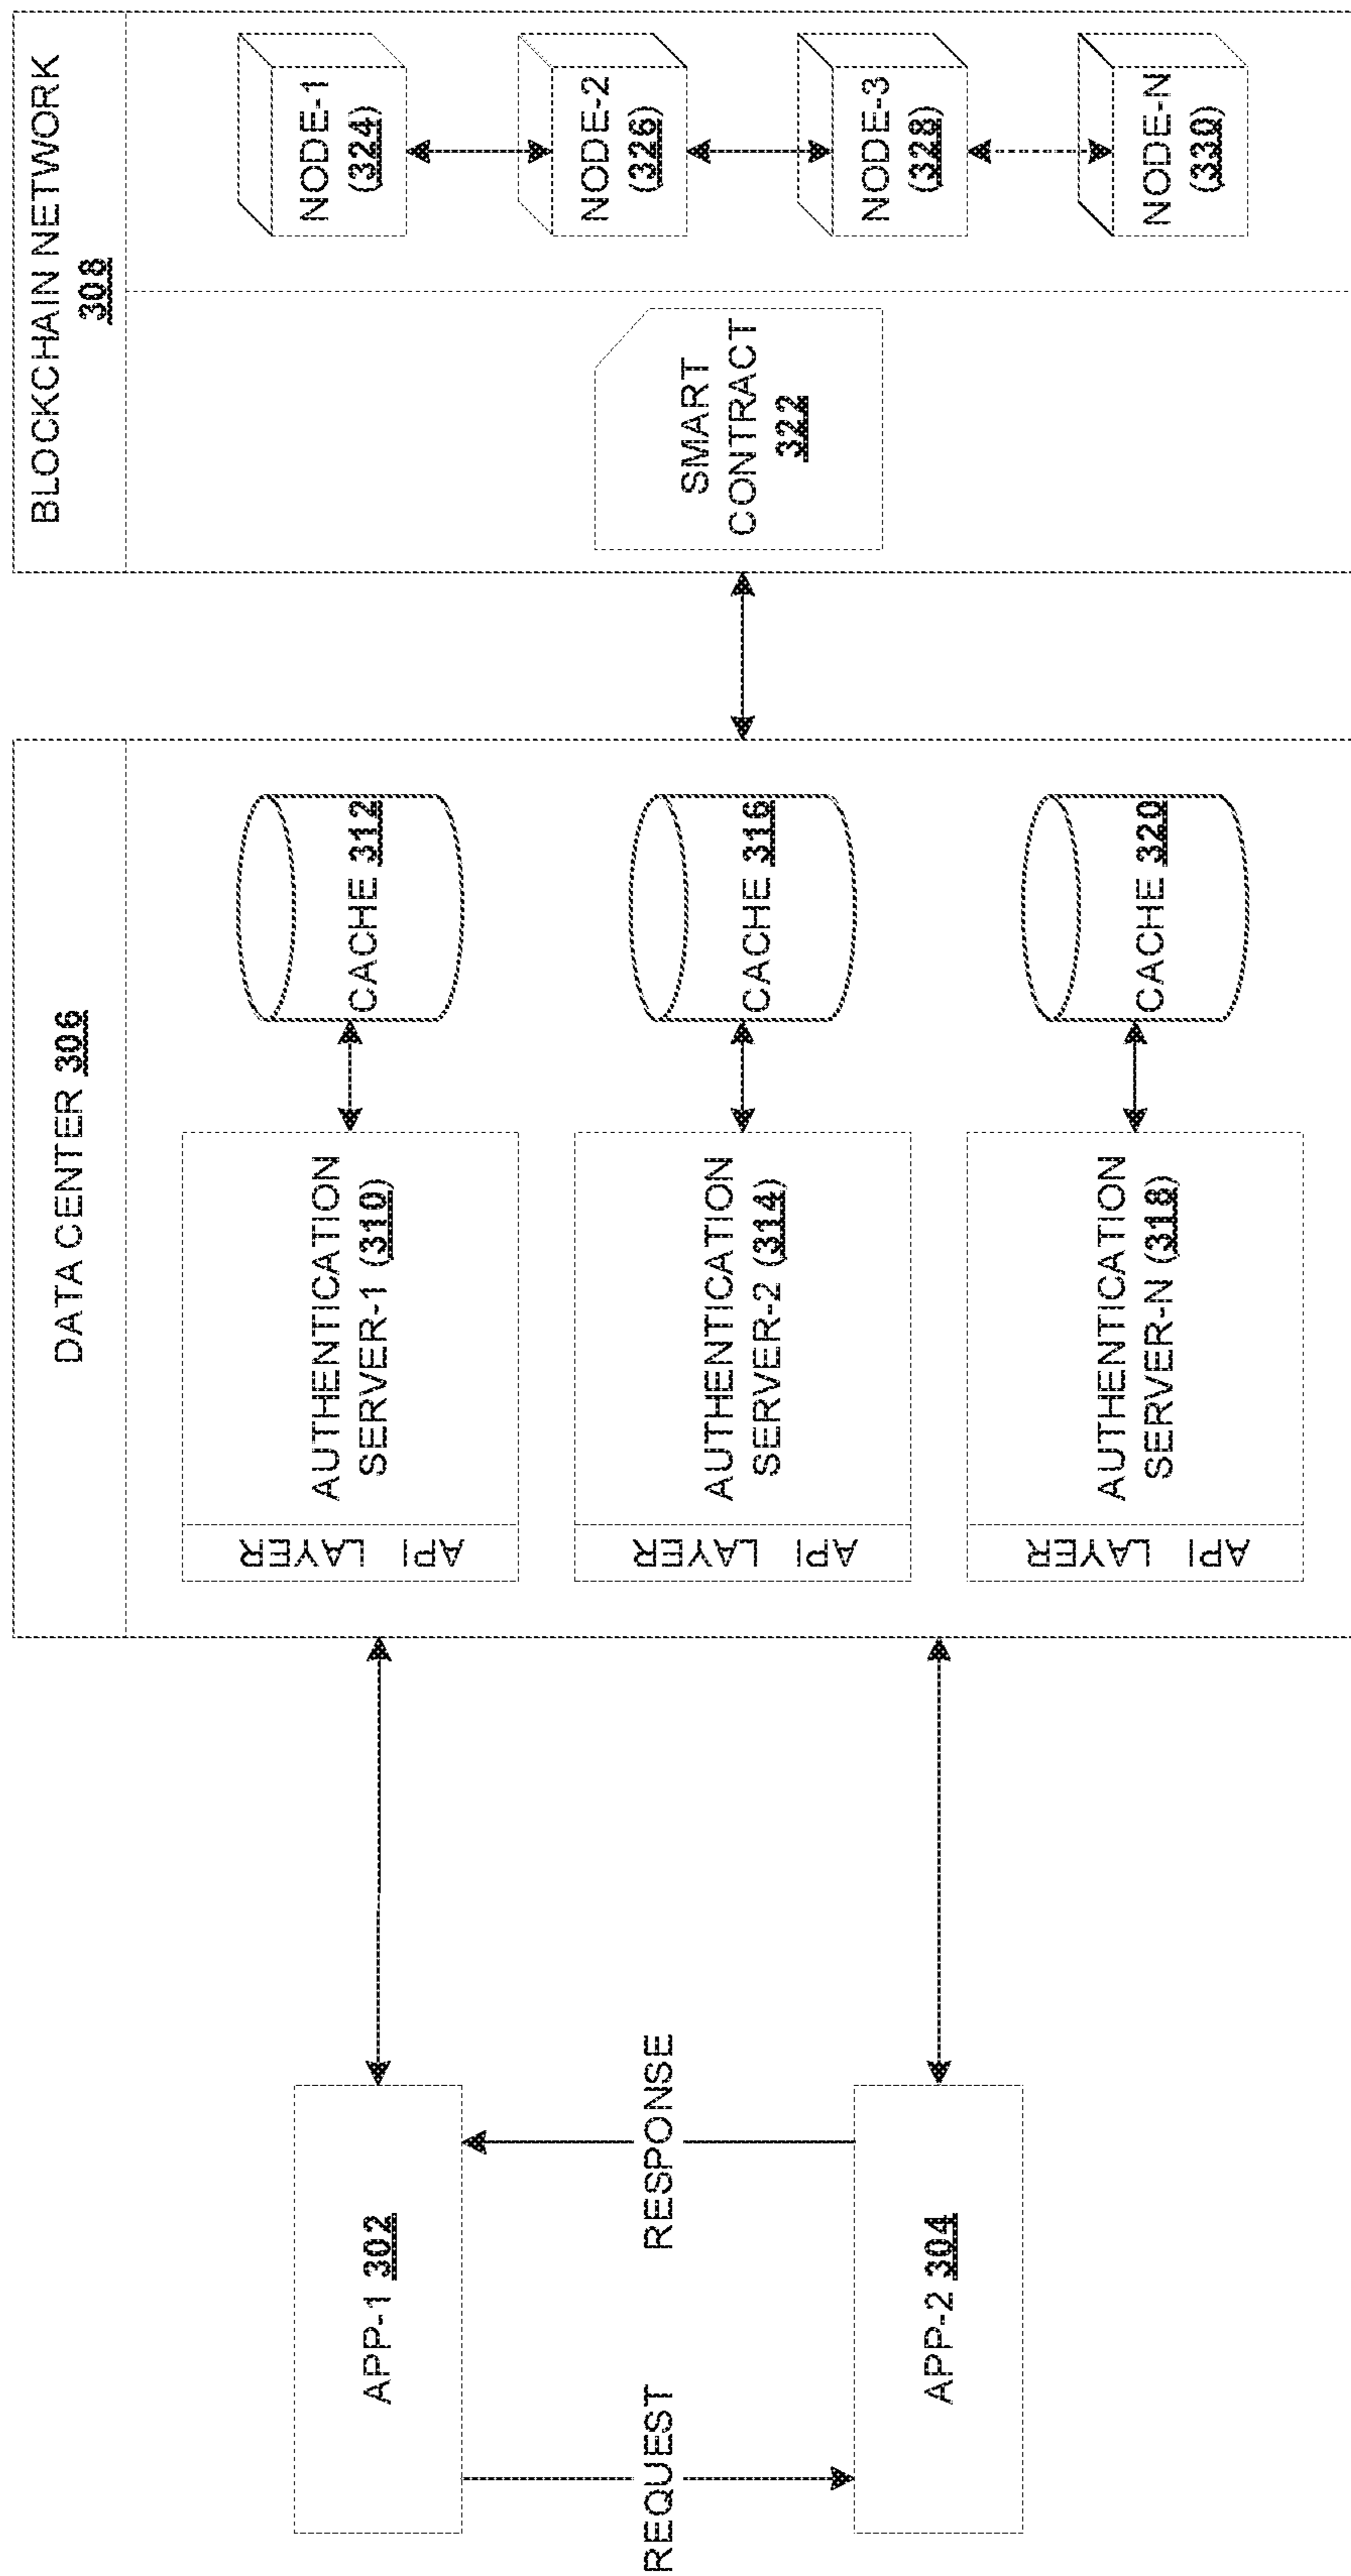 REQUEST
RESPONSE
APP-1 302
APP-2 304
DATA CENTER 306
API LAYER
AUTHENTICATION
SERVER-1 (310)
CACHE 312
API LAYER
AUTHENTICATION
SERVER-2 (314)
CACHE 316
API LAYER
AUTHENTICATION
SERVER-N (318)
CACHE 320
BLOCKCHAIN NETWORK
308
SMART
CONTRACT
322
NODE-1
(324)
NODE-2
(326)
NODE-3
(328)
NODE-N
(330)